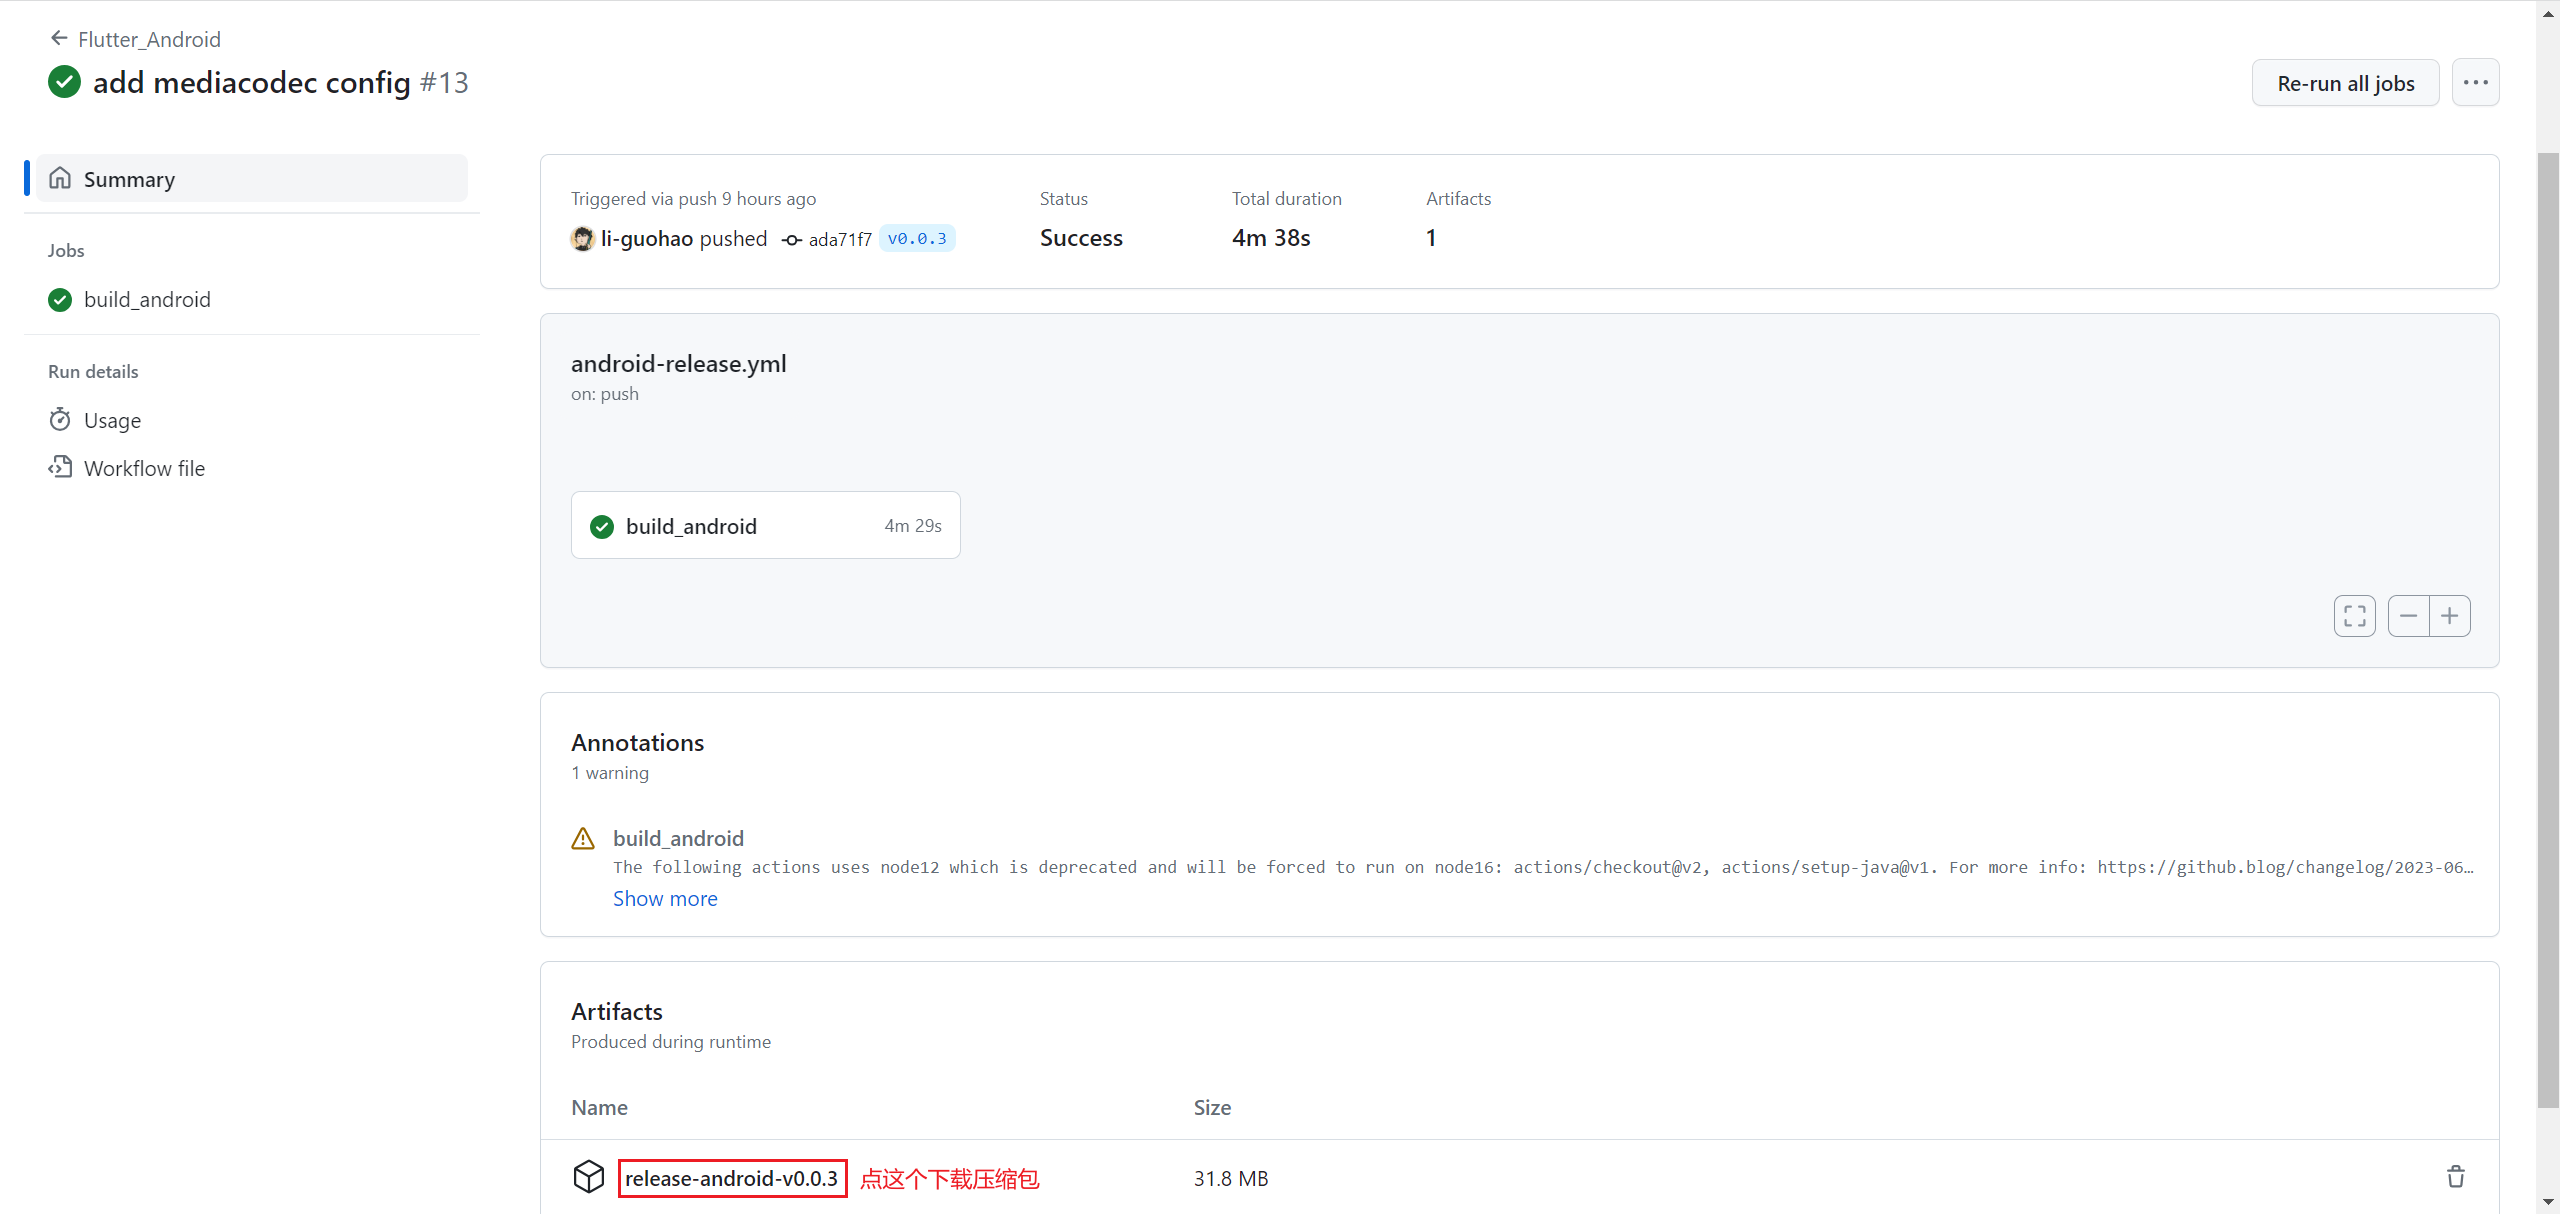 Flutter_Android
add mediacodec config #13
Re-run all jobs
Summary
Jobs
build_android
Run details
Usage
Workflow file
Triggered via push 9 hours ago
li-guohao pushed ada71f7 v0.0.3
Status
Success
Total duration
4m 38s
Artifacts
1
android-release.yml
on: push
build_android 4m 29s
Annotations
1 warning
build_android
The following actions uses node12 which is deprecated and will be forced to run on node16: actions/checkout@v2, actions/setup-java@v1. For more info: https://github.blog/changelog/2023-06…
Show more
Artifacts
Produced during runtime
Name Size
release-android-v0.0.3 点这个下载压缩包 31.8 MB